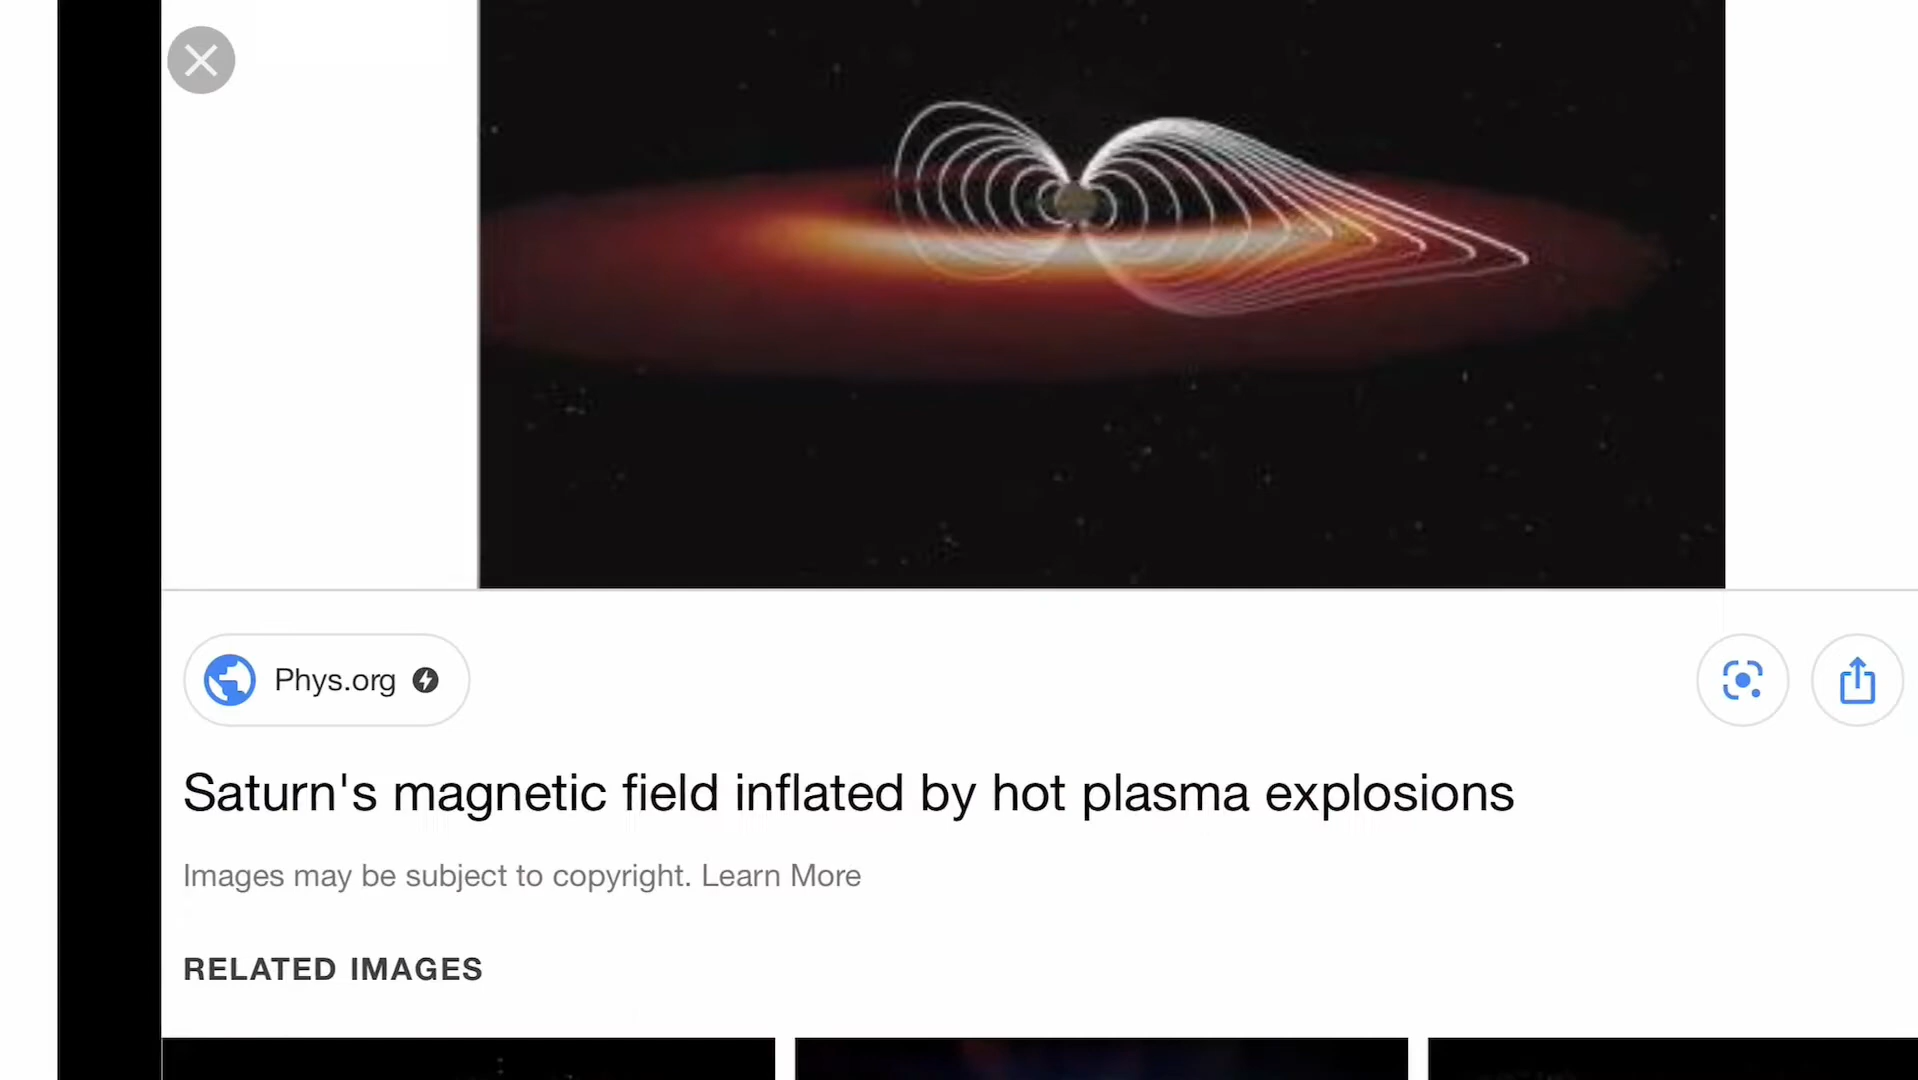 Phys.org
Saturn's magnetic field inflated by hot plasma explosions
Images may be subject to copyright. Learn More
RELATED IMAGES